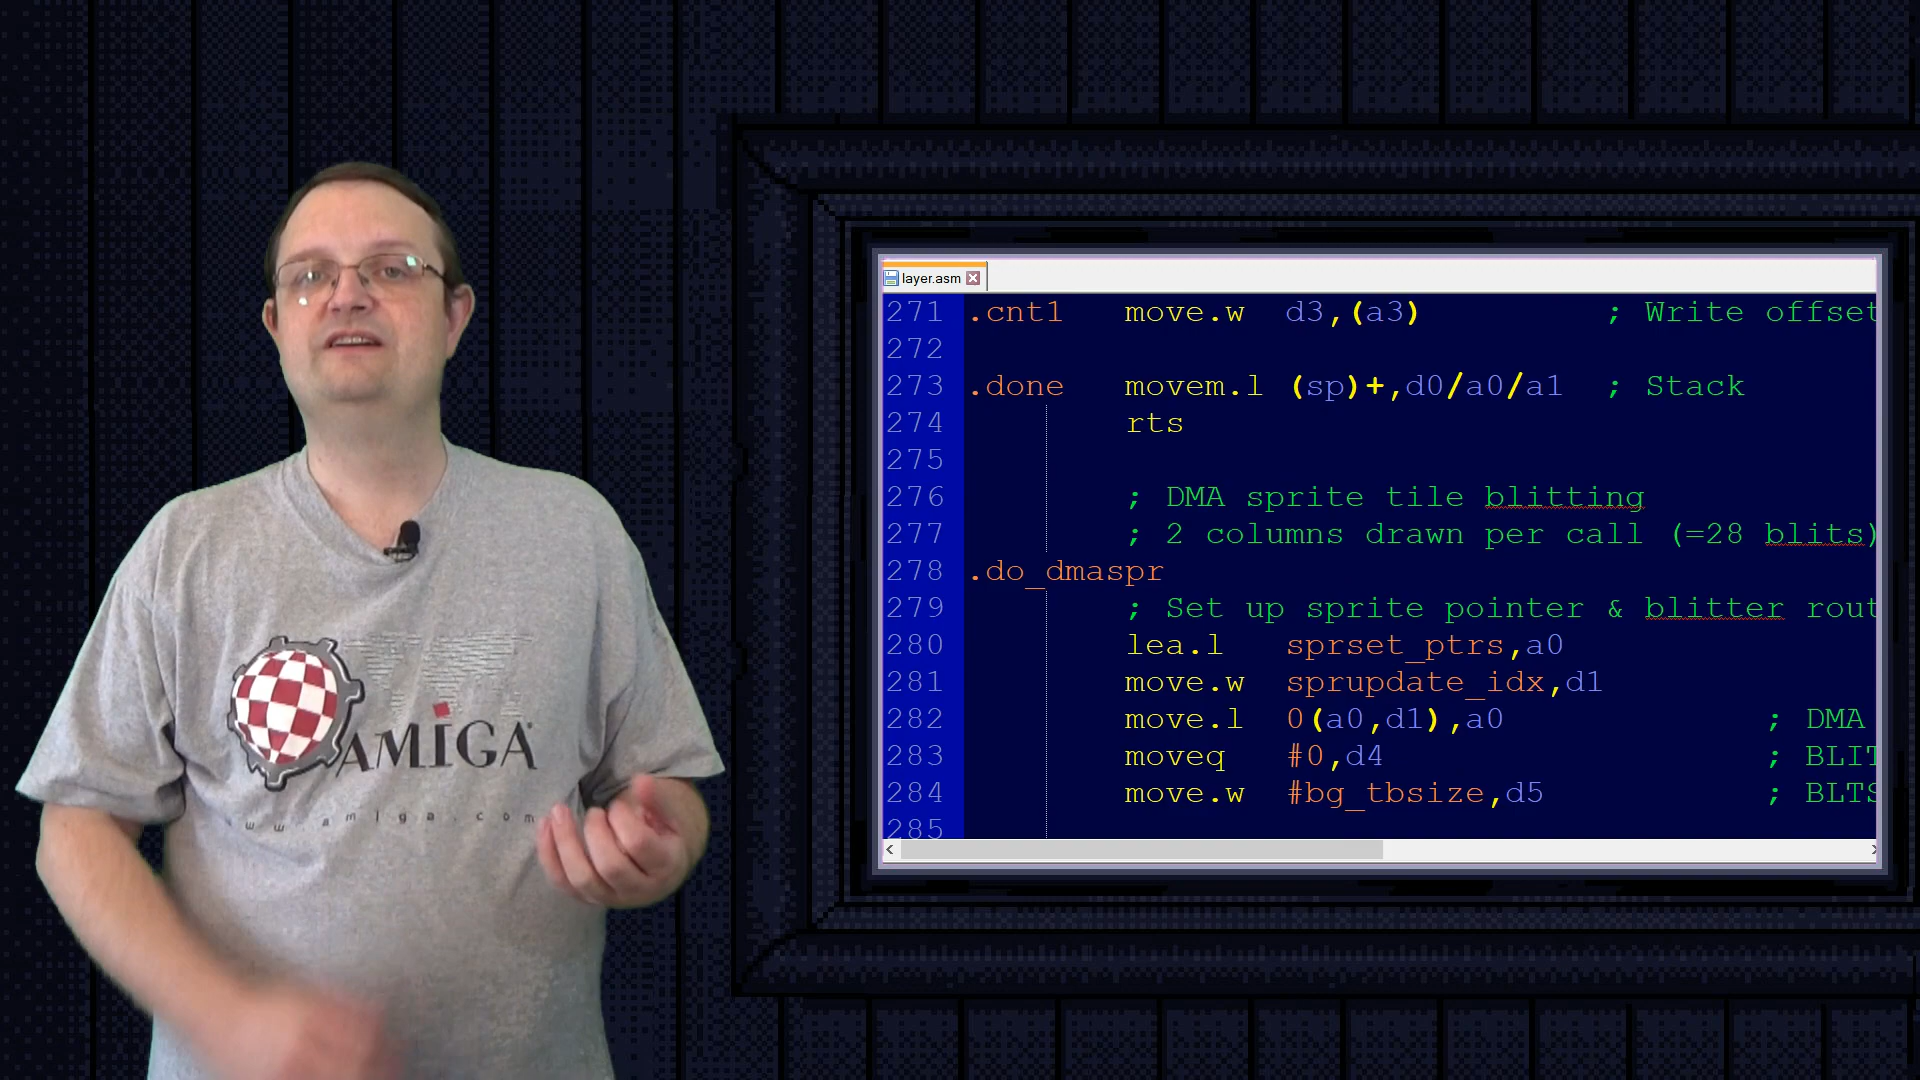 AMIGA
www.amiga.com
layer.asm
271 .cnt1 move.w d3,(a3) ; Write offset
272
273 .done movem.l (sp)+,d0/a0/a1 ; Stack
274 rts
275
276 ; DMA sprite tile blitting
277 ; 2 columns drawn per call (=28 blits)
278 .do_dmaspr
279 ; Set up sprite pointer & blitter rout
280 lea.l sprset_ptrs,a0
281 move.w sprupdate_idx,d1
282 move.l 0(a0,d1),a0 ; DMA
283 moveq #0,d4 ; BLIT
284 move.w #bg_tbsize,d5 ; BLTS
285